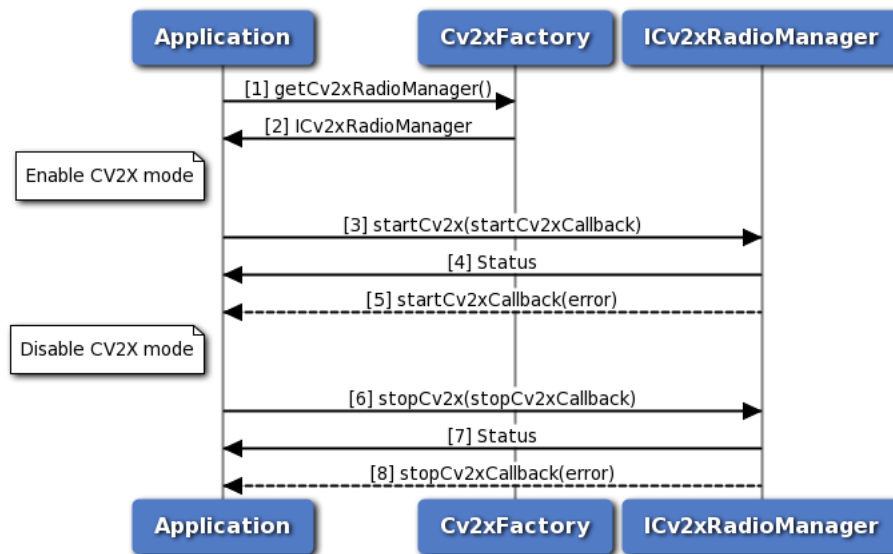 Application Cv2xFactory ICv2xRadioManager
[1] getCv2xRadioManager()
[2] ICv2xRadioManager
Enable CV2X mode
[3] startCv2x(startCv2xCallback)
[4] Status
[5] startCv2xCallback(error)
Disable CV2X mode
[6] stopCv2x(stopCv2xCallback)
[7] Status
[8] stopCv2xCallback(error)
Application Cv2xFactory ICv2xRadioManager